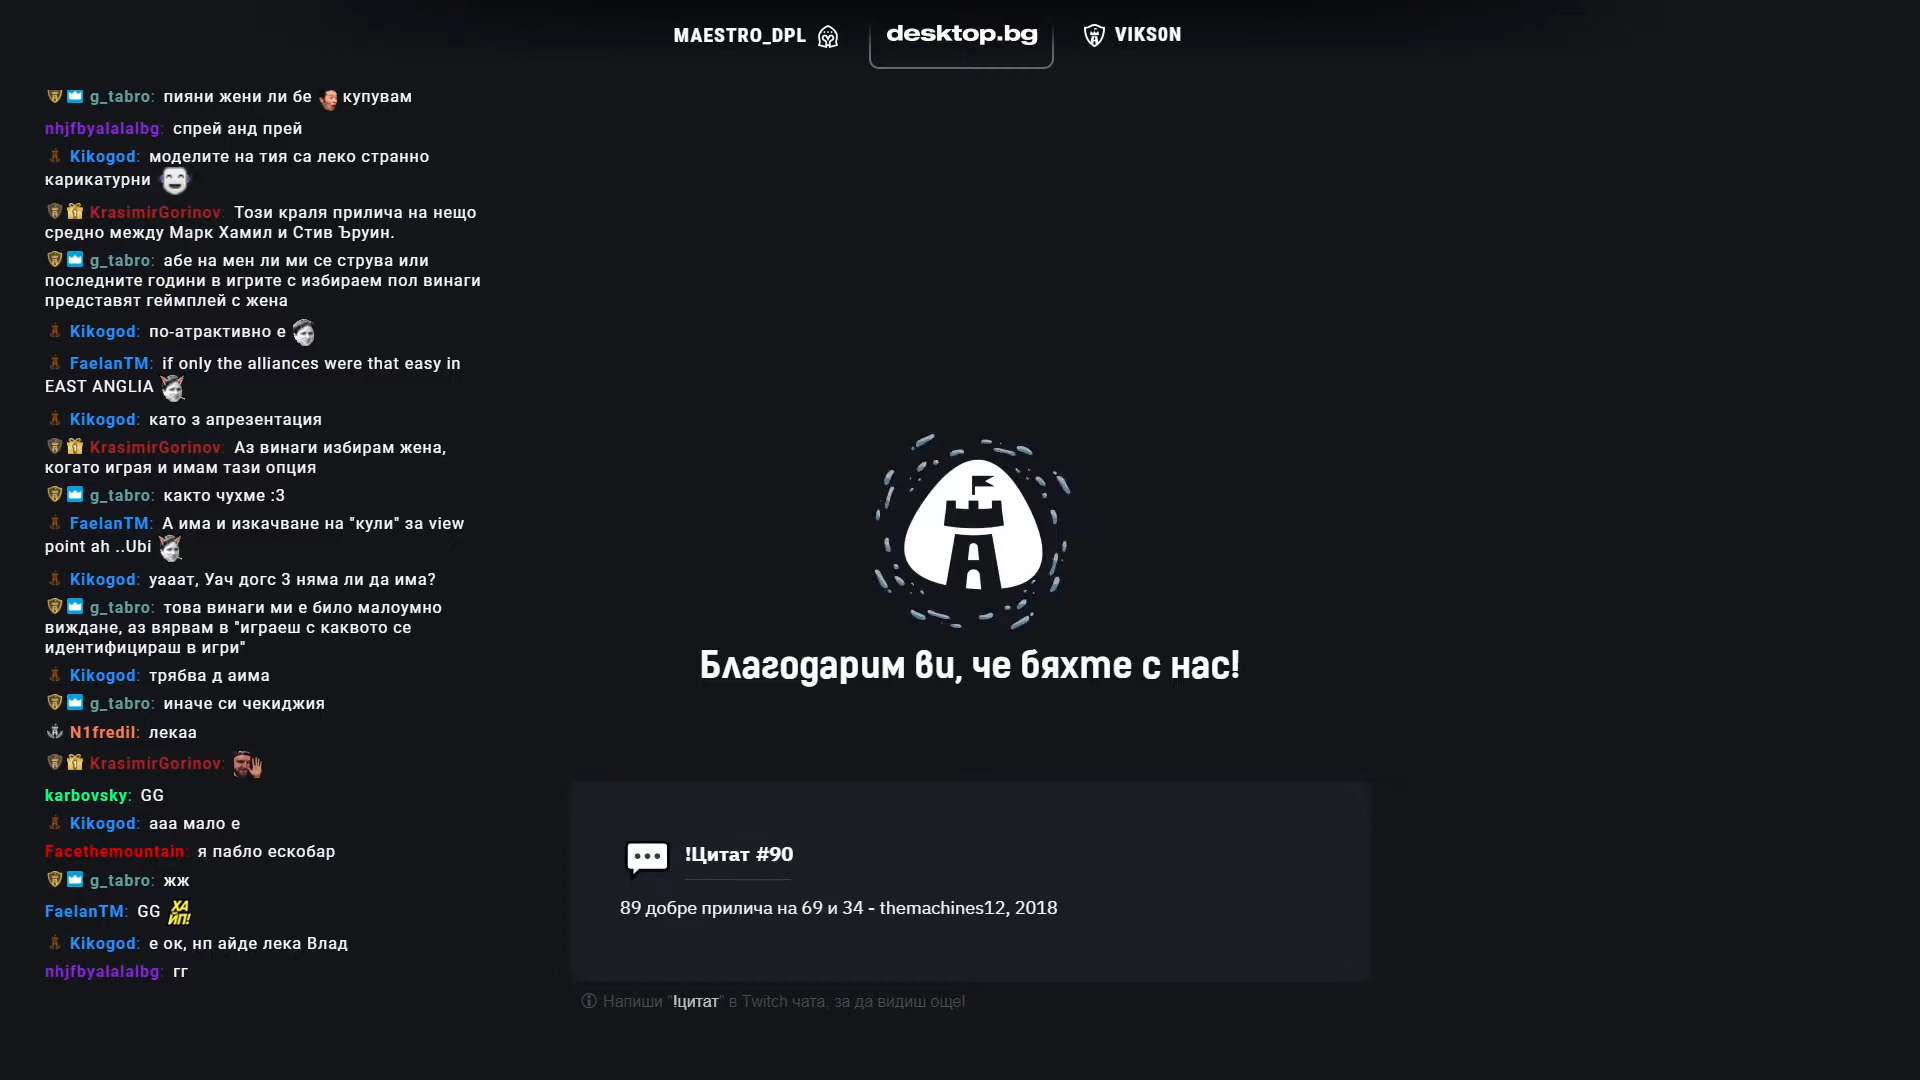 MAESTRO_DPL
desktop.bg
VIKS0N
g_tabro: пияни жени ли бе купувам
nhjfbyalalalbg: спрей анд прей
Kikogod: моделите на тия са леко странно
карикатурни
KrasimirGorinov: Този краля прилича на нещо
средно между Марк Хамил и Стив Ъруин.
g_tabro: абе на мен ли ми се струва или
последните години в игрите с избираем пол винаги
представят геймплей с жена
Kikogod: по-атрактивно е
FaelanTM: if only the alliances were that easy in
EAST ANGLIA
Kikogod: като з апрезентация
KrasimirGorinov: Аз винаги избирам жена,
когато играя и имам тази опция
g_tabro: както чухме :3
FaelanTM: А има и изкачване на "кули" за view
point ah ..Ubi
Kikogod: уааат, Уач догс 3 няма ли да има?
g_tabro: това винаги ми е било малоумно
виждане, аз вярвам в "играеш с каквото се
идентифицираш в игри"
Kikogod: трябва д аима
g_tabro: иначе си чекиджия
N1fredil: лекаа
KrasimirGorinov:
karbovsky: GG
Kikogod: ааа мало е
Facethemountain: я пабло ескобар
g_tabro: жж
FaelanTM: GG ХА
ЙП!
Kikogod: е ок, нп айде лека Влад
nhjfbyalalalbg: гг
Благодарим ви, че бяхте с нас!
!Цитат #90
89 добре прилича на 69 и 34 - themachines12, 2018
Напиши "!цитат" в Twitch чата, за да видиш още!